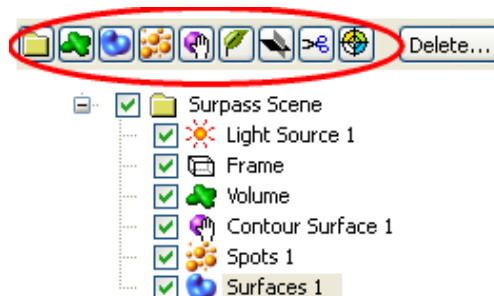 Delete...
Surpass Scene
Light Source 1
Frame
Volume
Contour Surface 1
Spots 1
Surfaces 1